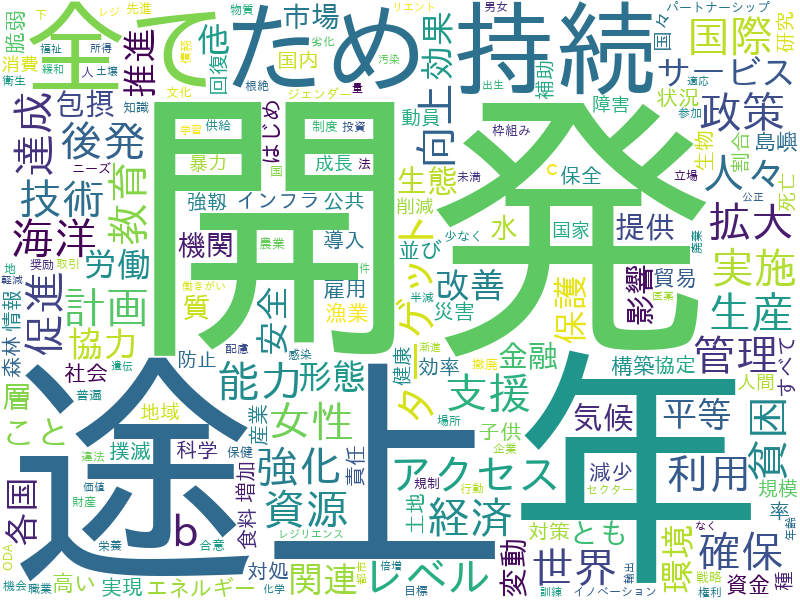 開発
途上
年
持続
ため
全て
達成
包摂
推進
他
市場
国内
回復
効果
向上
動員
補助
障害
国際
サービス
政策
状況
生物
割合
島嶼
死亡
研究
国々
パートナーシップ
参加
人々
拡大
提供
国家
保全
枠組み
未満
立場
公正
脆弱
消費
福祉
所得
緩和
人
土壌
衛生
根絶
物質
レジ
先進
下
債務
劣化
汚染
リエント
男女
出生
適応
量
ジェンダー
文化
知識
後発
技術
教育
海洋
労働
計画
促進
協力
層
こと
社会
質
機関
安全
暴力
学習
供給
制度
投資
強靭
インフラ
公共
成長
法
国
はじめ
農業
導入
雇用
漁業
件
働きがい
生態
削減
水
並び
改善
災害
半減
少なく
ターゲット
保護
影響
貿易
実施
生産
管理
廃棄
医薬
すべて
森林
情報
地
軽減
奨励
取引
遺伝
防止
配慮
感染
能力
形態
健康
効率
漸進
撤廃
金融
構築
協定
人間
支援
女性
産業
地域
普遍
撲滅
科学
違法
保健
価値
財産
各国
ODA
機会
職業
栄養
合意
b
C
食料
増加
資源
強化
責任
レジリエンス
実現
高い
エネルギー
対処
化学
関連
レベル
倍増
都市
目標
規制
行動
アクセス
経済
土地
場所
子供
企業
対策
とも
気候
減少
セクター
平等
利用
貧困
規模
率
環境
なく
年齢
確保
世界
変動
訓練
イノベーション
輸出
戦略
権利
資金
種
ニーズ